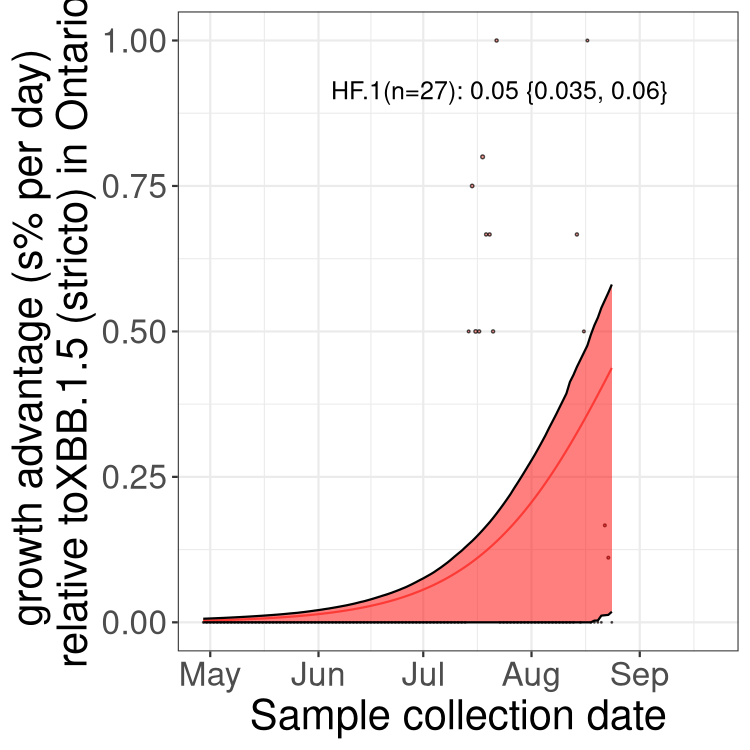 growth advantage (s% per day)
relative toXBB.1.5 (stricto) in Ontario
1.00
0.75
0.50
0.25
0.00
HF.1(n=27): 0.05 {0.035, 0.06}
May Jun Jul Aug Sep
Sample collection date